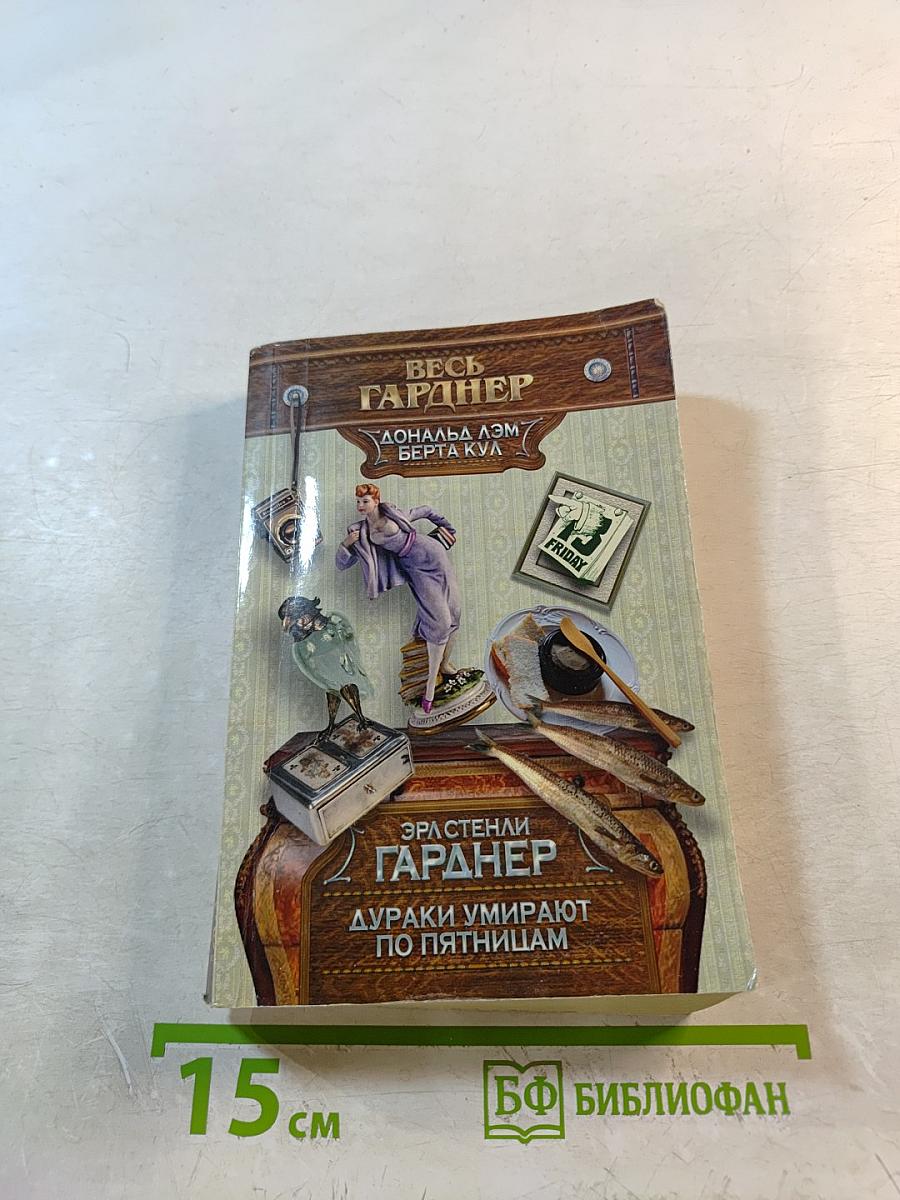 ВЕСЬ
ГАРДНЕР
ДОНАЛЬД ЛЭМ
БЕРТА КУЛ
13
FRIDAY
ЭРЛ СТЕНЛИ
ГАРДНЕР
ДУРАКИ УМИРАЮТ
ПО ПЯТНИЦАМ
15 СМ
БФ БИБЛИОФАН